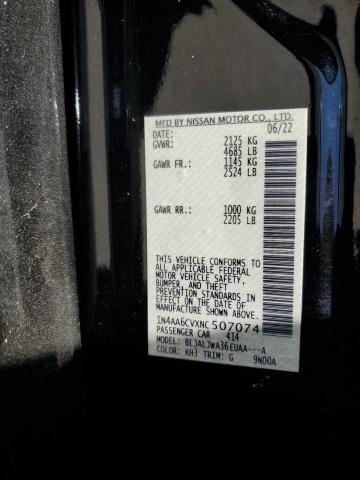 MFD BY NISSAN MOTOR CO., LTD.
DATE: 06/22
GVWR: 2125 KG
4685 LB
GAWR FR.: 1145 KG
2524 LB
GAWR RR.: 1000 KG
2205 LB
THIS VEHICLE CONFORMS TO
ALL APPLICABLE FEDERAL
MOTOR VEHICLE SAFETY,
BUMPER, AND THEFT
PREVENTION STANDARDS IN
EFFECT ON THE DATE OF
MANUFACTURE SHOWN ABOVE.
1N4AA6CVXNC507074
PASSENGER CAR 414
MODEL: BLJALJWA36EUAA---A
COLOR: KH3 TRIM: G 9N00A